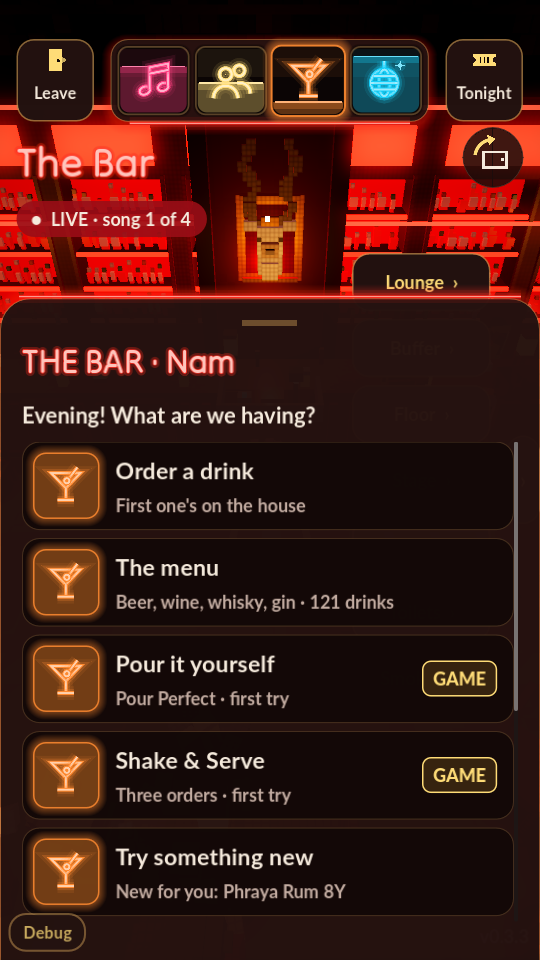 Leave
Tonight
The Bar
LIVE · song 1 of 4
Lounge ›
THE BAR · Nam
Evening! What are we having?
Order a drink
First one's on the house
The menu
Beer, wine, whisky, gin · 121 drinks
Pour it yourself
Pour Perfect · first try
GAME
Shake & Serve
Three orders · first try
GAME
Try something new
New for you: Phraya Rum 8Y
Debug